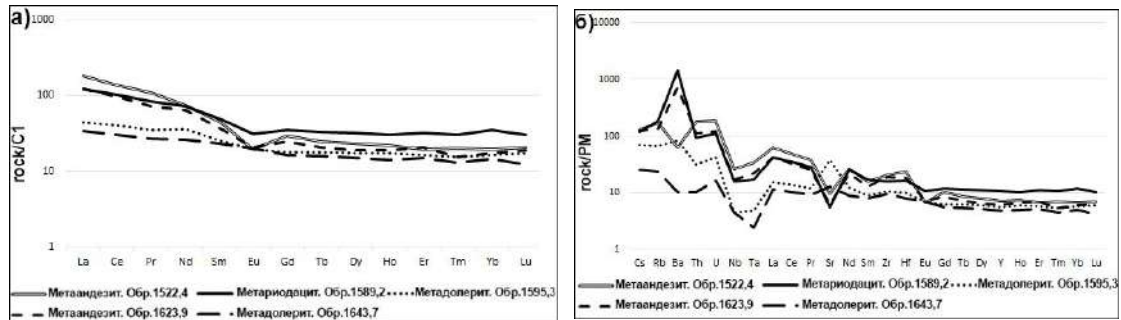 а)
1000
100
10
1
rock/C1
La Ce Pr Nd Sm Eu Gd Tb Dy Ho Er Tm Yb Lu
Метаандезит. Обр.1522,4 Метариодацит. Обр.1589,2 Метадолерит. Обр.1595,3
Метаандезит. Обр.1623,9 Метадолерит. Обр.1643,7
б)
10000
1000
100
10
1
rock/PM
Cs Rb Ba Th U Nb Ta La Ce Pr Sr Nd Sm Zr Hf Eu Gd Tb Dy Y Ho Er Tm Yb Lu
Метаандезит. Обр.1522,4 Метариодацит. Обр.1589,2 Метадолерит. Обр.1595,3
Метаандезит. Обр.1623,9 Метадолерит. Обр.1643,7